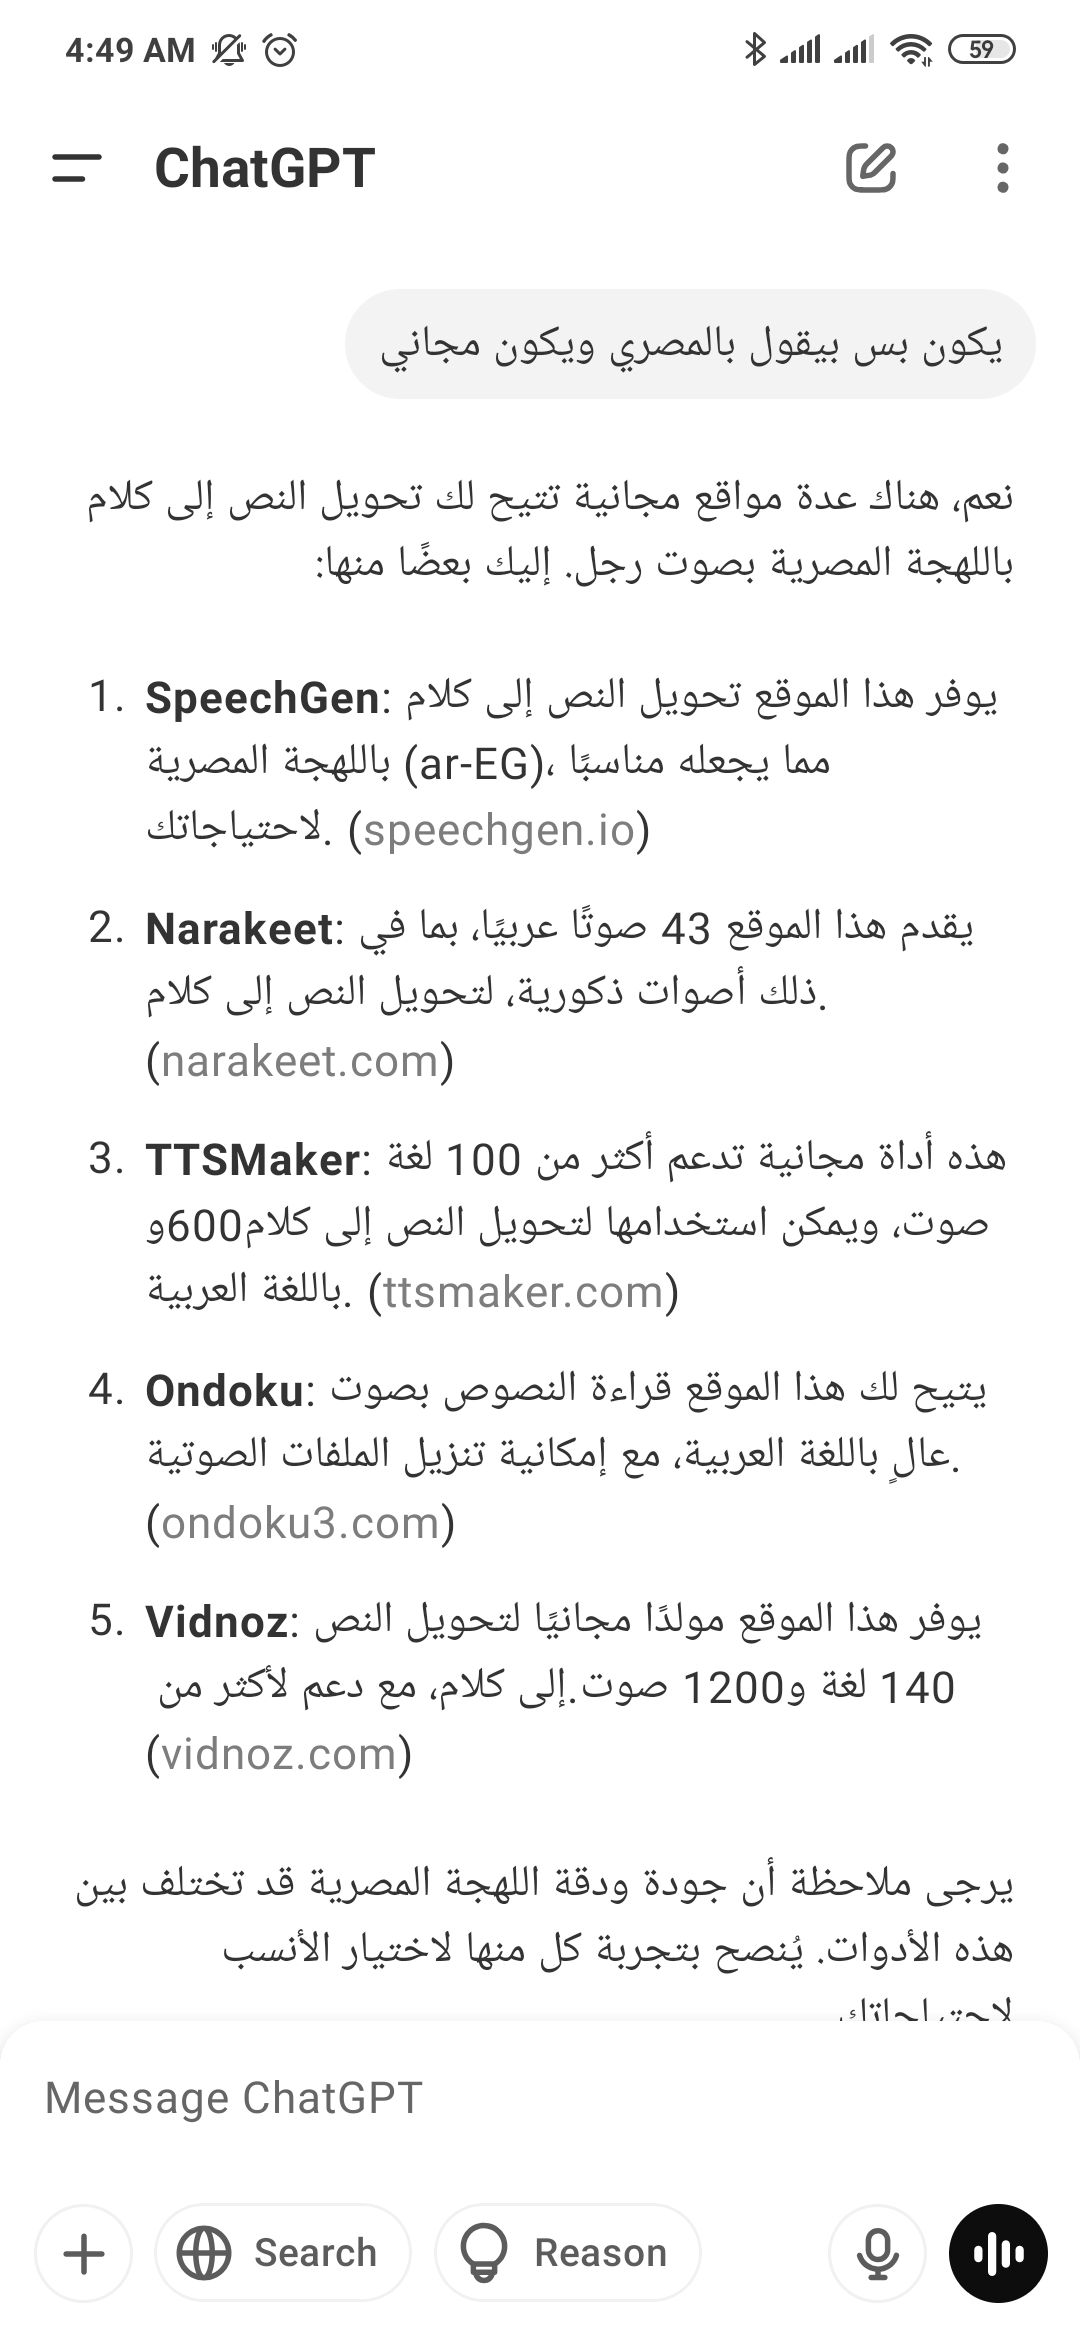 4:49 AM
59
ChatGPT
يكون بس بيقول بالمصري ويكون مجاني
نعم، هناك عدة مواقع مجانية تتيح لك تحويل النص إلى كلام
باللهجة المصرية بصوت رجل. إليك بعضًا منها:
1. SpeechGen: يوفر هذا الموقع تحويل النص إلى كلام
باللهجة المصرية (ar-EG)، مما يجعله مناسبًا
لاحتياجاتك. (speechgen.io)
2. Narakeet: يقدم هذا الموقع 43 صوتًا عربيًا، بما في
ذلك أصوات ذكورية، لتحويل النص إلى كلام.
(narakeet.com)
3. TTSMaker: هذه أداة مجانية تدعم أكثر من 100 لغة
و600 صوت، ويمكن استخدامها لتحويل النص إلى كلام
باللغة العربية. (ttsmaker.com)
4. Ondoku: يتيح لك هذا الموقع قراءة النصوص بصوت
عالٍ باللغة العربية، مع إمكانية تنزيل الملفات الصوتية.
(ondoku3.com)
5. Vidnoz: يوفر هذا الموقع مولدًا مجانيًا لتحويل النص
إلى كلام، مع دعم لأكثر من 140 لغة و1200 صوت.
(vidnoz.com)
يرجى ملاحظة أن جودة ودقة اللهجة المصرية قد تختلف بين
هذه الأدوات. يُنصح بتجربة كل منها لاختيار الأنسب
لاحتياجاتك
Message ChatGPT
Search
Reason